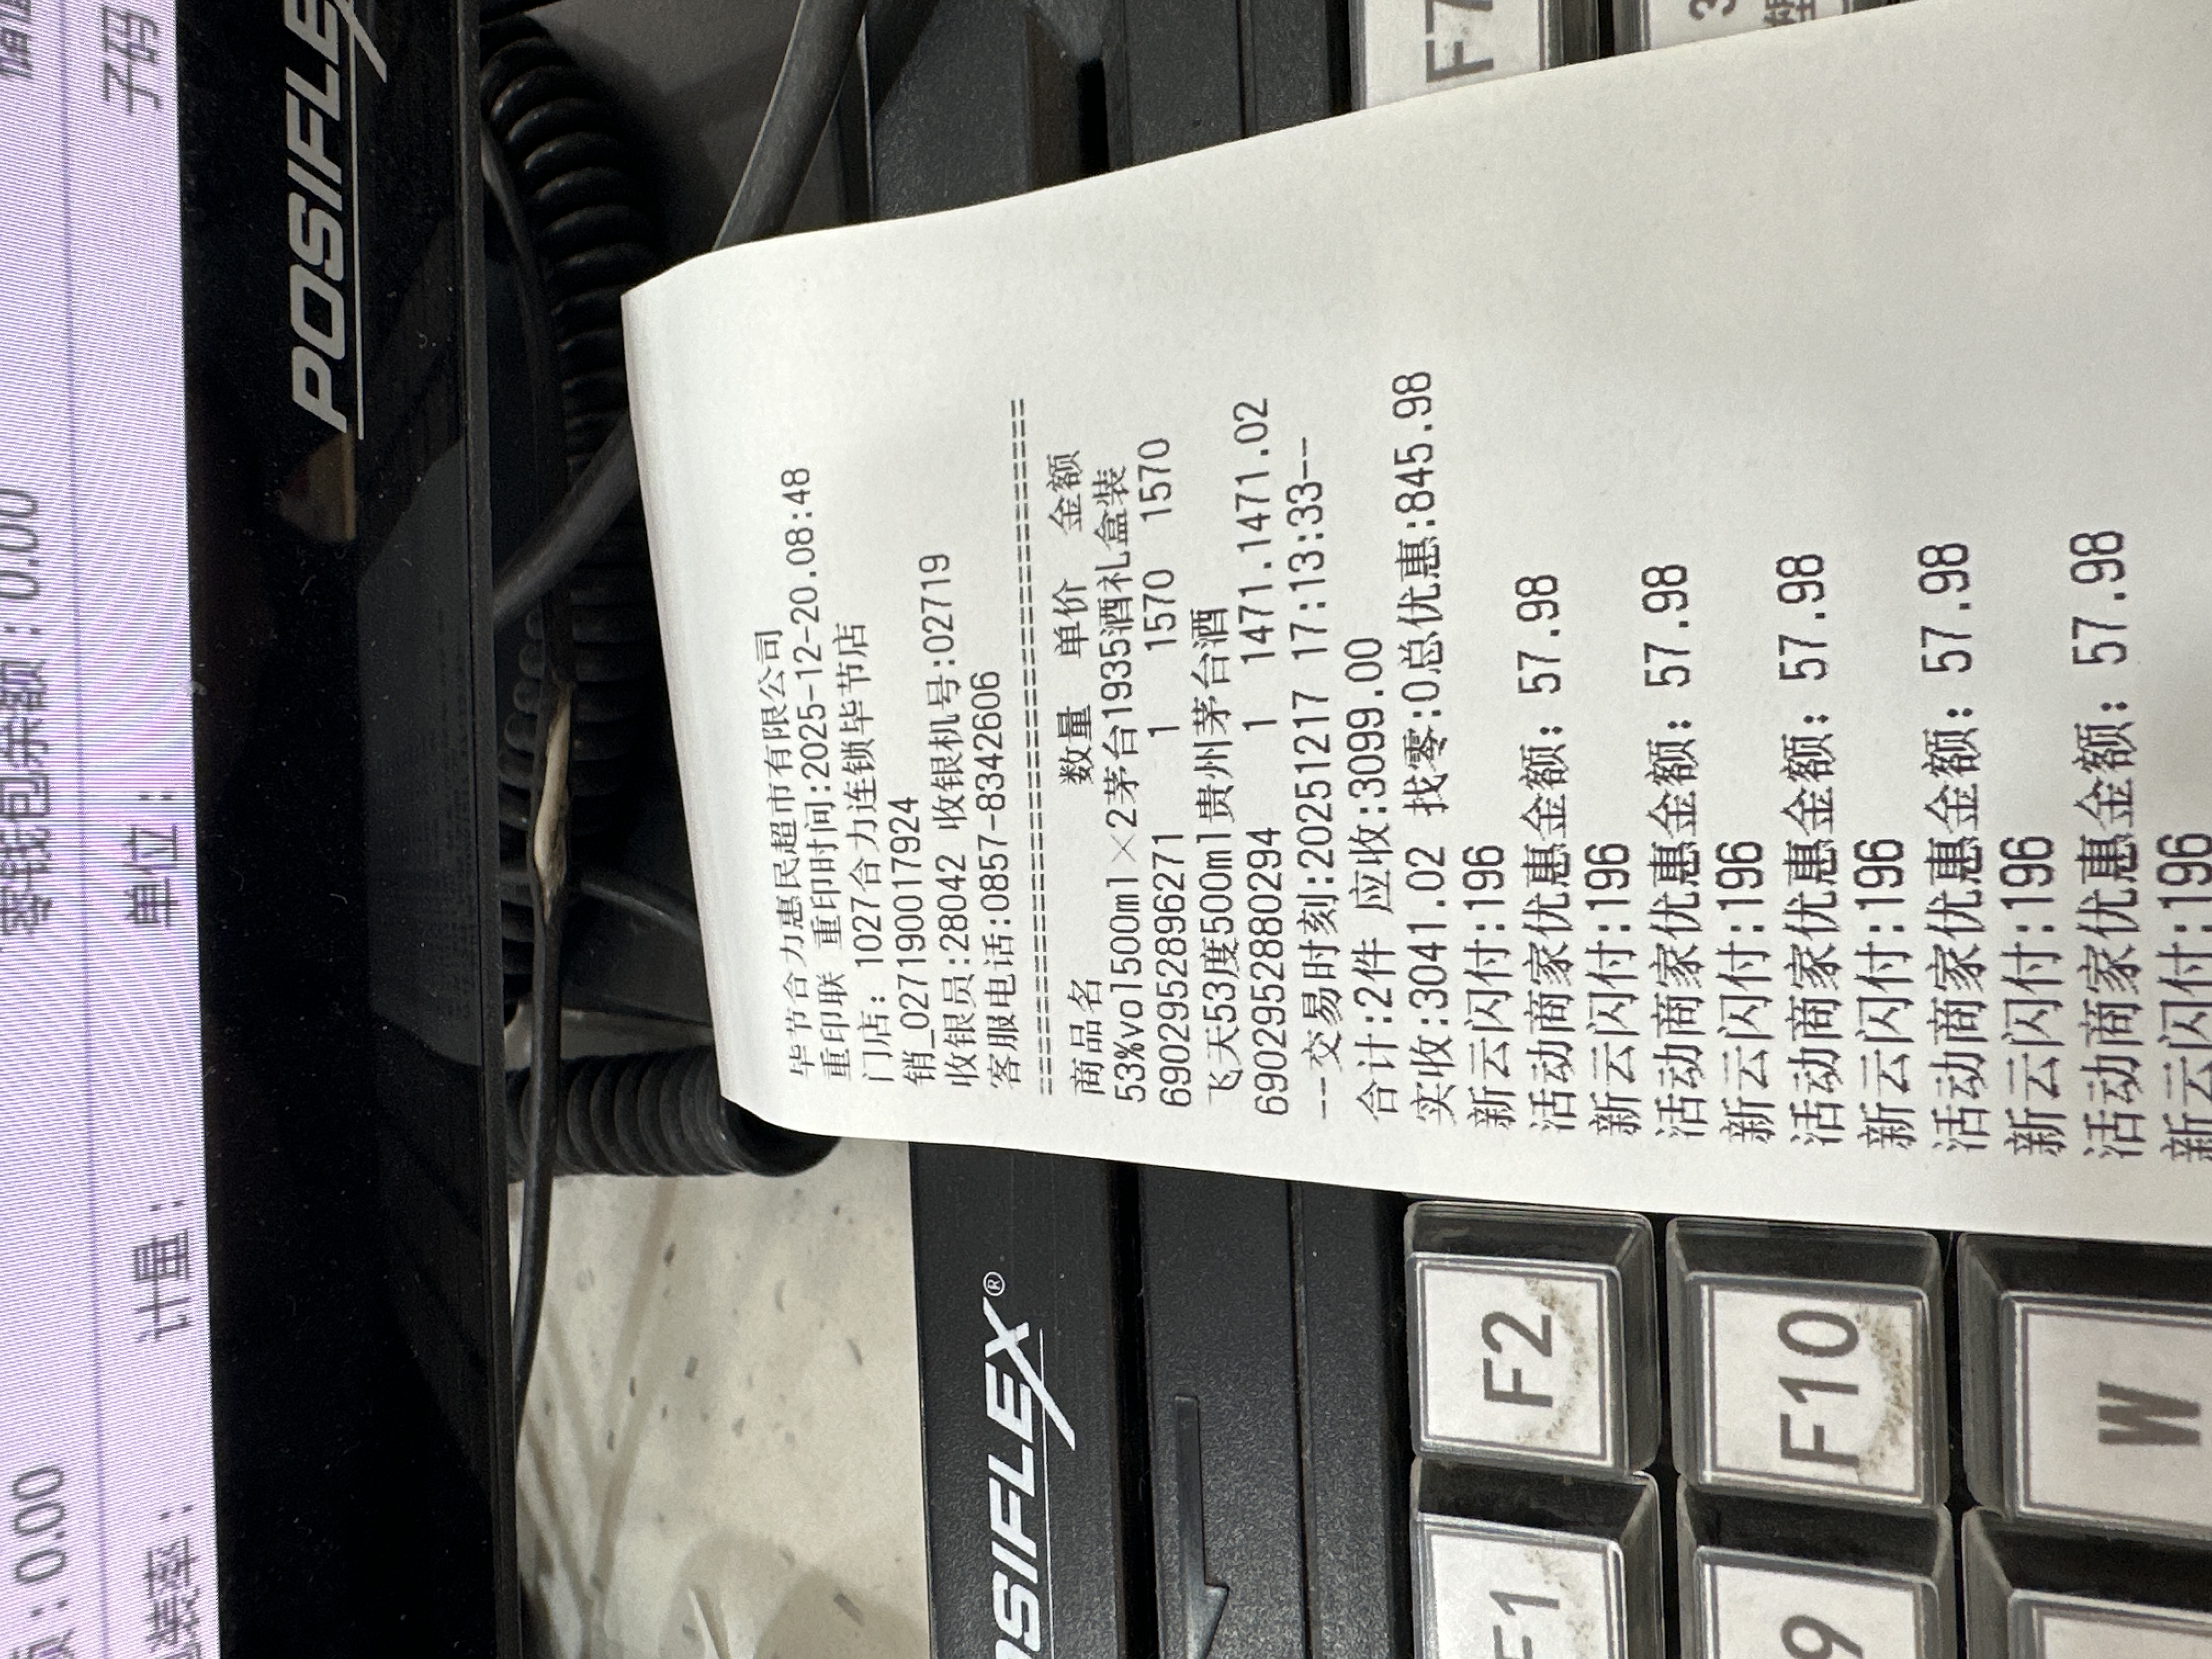 毕节合力惠民超市有限公司
重印联 重印时间:2025-12-20.08:48
门店: 1027合力连锁毕节店
销_027190017924
收银员:28042 收银机号:02719
客服电话:0857-8342606
商品名 数量 单价 金额
53%vol500ml×2茅台1935酒礼盒装
6902952896271 1 1570 1570
飞天53度500ml贵州茅台酒
6902952880294 1 1471.1471.02
--交易时刻:20251217 17:13:33--
合计:2件 应收:3099.00
实收:3041.02 找零:0总优惠:845.98
新云闪付:196
活动商家优惠金额: 57.98
新云闪付:196
活动商家优惠金额: 57.98
新云闪付:196
活动商家优惠金额: 57.98
新云闪付:196
活动商家优惠金额: 57.98
新云闪付:196
活动商家优惠金额: 57.98
新云闪付:196
POSIFLEX
POSIFLEX®
零钱包余额:0.00
0.00
子码
单位:
计量:
F7
F2
F10
W
F1
9
3